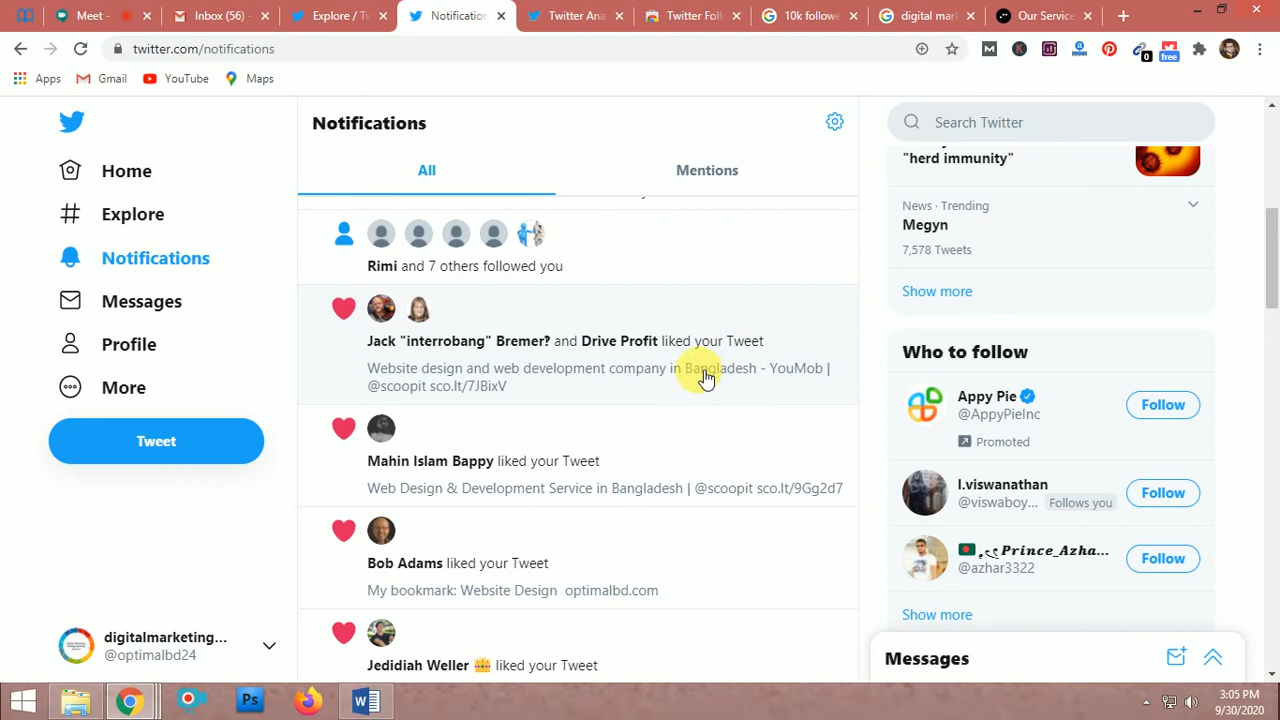 Meet -
Inbox (56)
Explore / Tw
Notification
Twitter Ana
Twitter Foll
10k followe
digital mar
Our Service
twitter.com/notifications
0
free
Apps
Gmail
YouTube
Maps
Home
Explore
Notifications
Messages
Profile
More
Tweet
digitalmarketing...
@optimalbd24
Notifications
All
Mentions
Rimi and 7 others followed you
Jack "interrobang" Bremer‽ and Drive Profit liked your Tweet
Website design and web development company in Bangladesh - YouMob |
@scoopit sco.lt/7JBixV
Mahin Islam Bappy liked your Tweet
Web Design & Development Service in Bangladesh | @scoopit sco.lt/9Gg2d7
Bob Adams liked your Tweet
My bookmark: Website Design optimalbd.com
Jedidiah Weller 👑 liked your Tweet
Search Twitter
"herd immunity"
News · Trending
Megyn
7,578 Tweets
Show more
Who to follow
Appy Pie
@AppyPieInc
Promoted
Follow
I.viswanathan
@viswaboy... Follows you
Follow
Prince_Azha...
@azhar3322
Follow
Show more
Messages
Ps
W
3:05 PM
9/30/2020